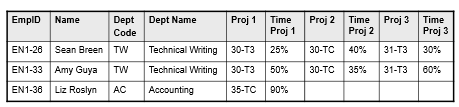 EmpID Name Dept Code Dept Name Proj 1 Time Proj 1 Proj 2 Time Proj 2 Proj 3 Time Proj 3
EN1-26 Sean Breen TW Technical Writing 30-T3 25% 30-TC 40% 31-T3 30%
EN1-33 Amy Guya TW Technical Writing 30-T3 50% 30-TC 35% 31-T3 60%
EN1-36 Liz Roslyn AC Accounting 35-TC 90%